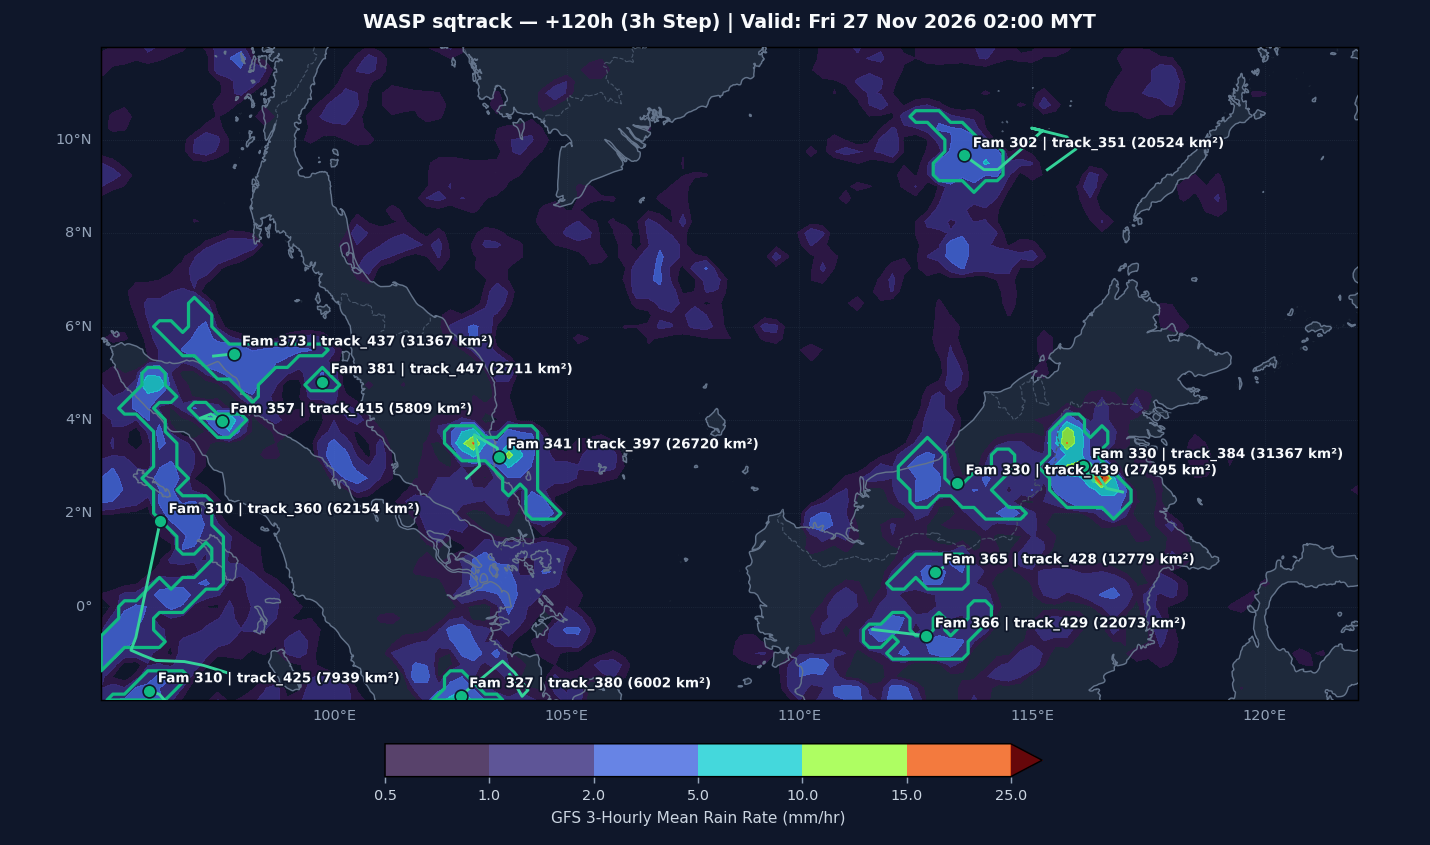 WASP sqtrack — +120h (3h Step) | Valid: Fri 27 Nov 2026 02:00 MYT
10°N
8°N
6°N
4°N
2°N
0°
Fam 302 | track_351 (20524 km²)
Fam 373 | track_437 (31367 km²)
Fam 381 | track_447 (2711 km²)
Fam 357 | track_415 (5809 km²)
Fam 341 | track_397 (26720 km²)
Fam 330 | track_384 (31367 km²)
Fam 330 | track_439 (27495 km²)
Fam 310 | track_360 (62154 km²)
Fam 365 | track_428 (12779 km²)
Fam 366 | track_429 (22073 km²)
Fam 310 | track_425 (7939 km²)
Fam 327 | track_380 (6002 km²)
100°E 105°E 110°E 115°E 120°E
0.5 1.0 2.0 5.0 10.0 15.0 25.0
GFS 3-Hourly Mean Rain Rate (mm/hr)